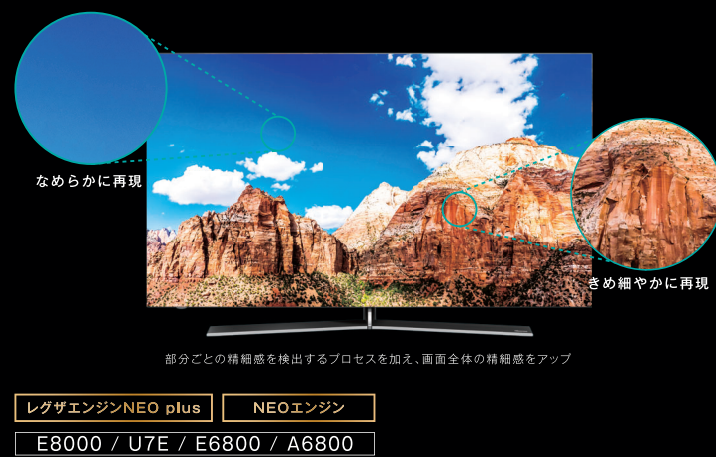 なめらかに再現
きめ細やかに再現
部分ごとの精細感を検出するプロセスを加え、画面全体の精細感をアップ
レグザエンジンNEO plus
NEOエンジン
E8000 / U7E / E6800 / A6800